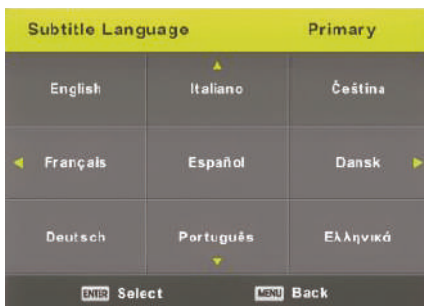 Subtitle Language Primary
English Italiano Čeština
Français Español Dansk
Deutsch Português Ελληνικά
ENTER Select MENU Back